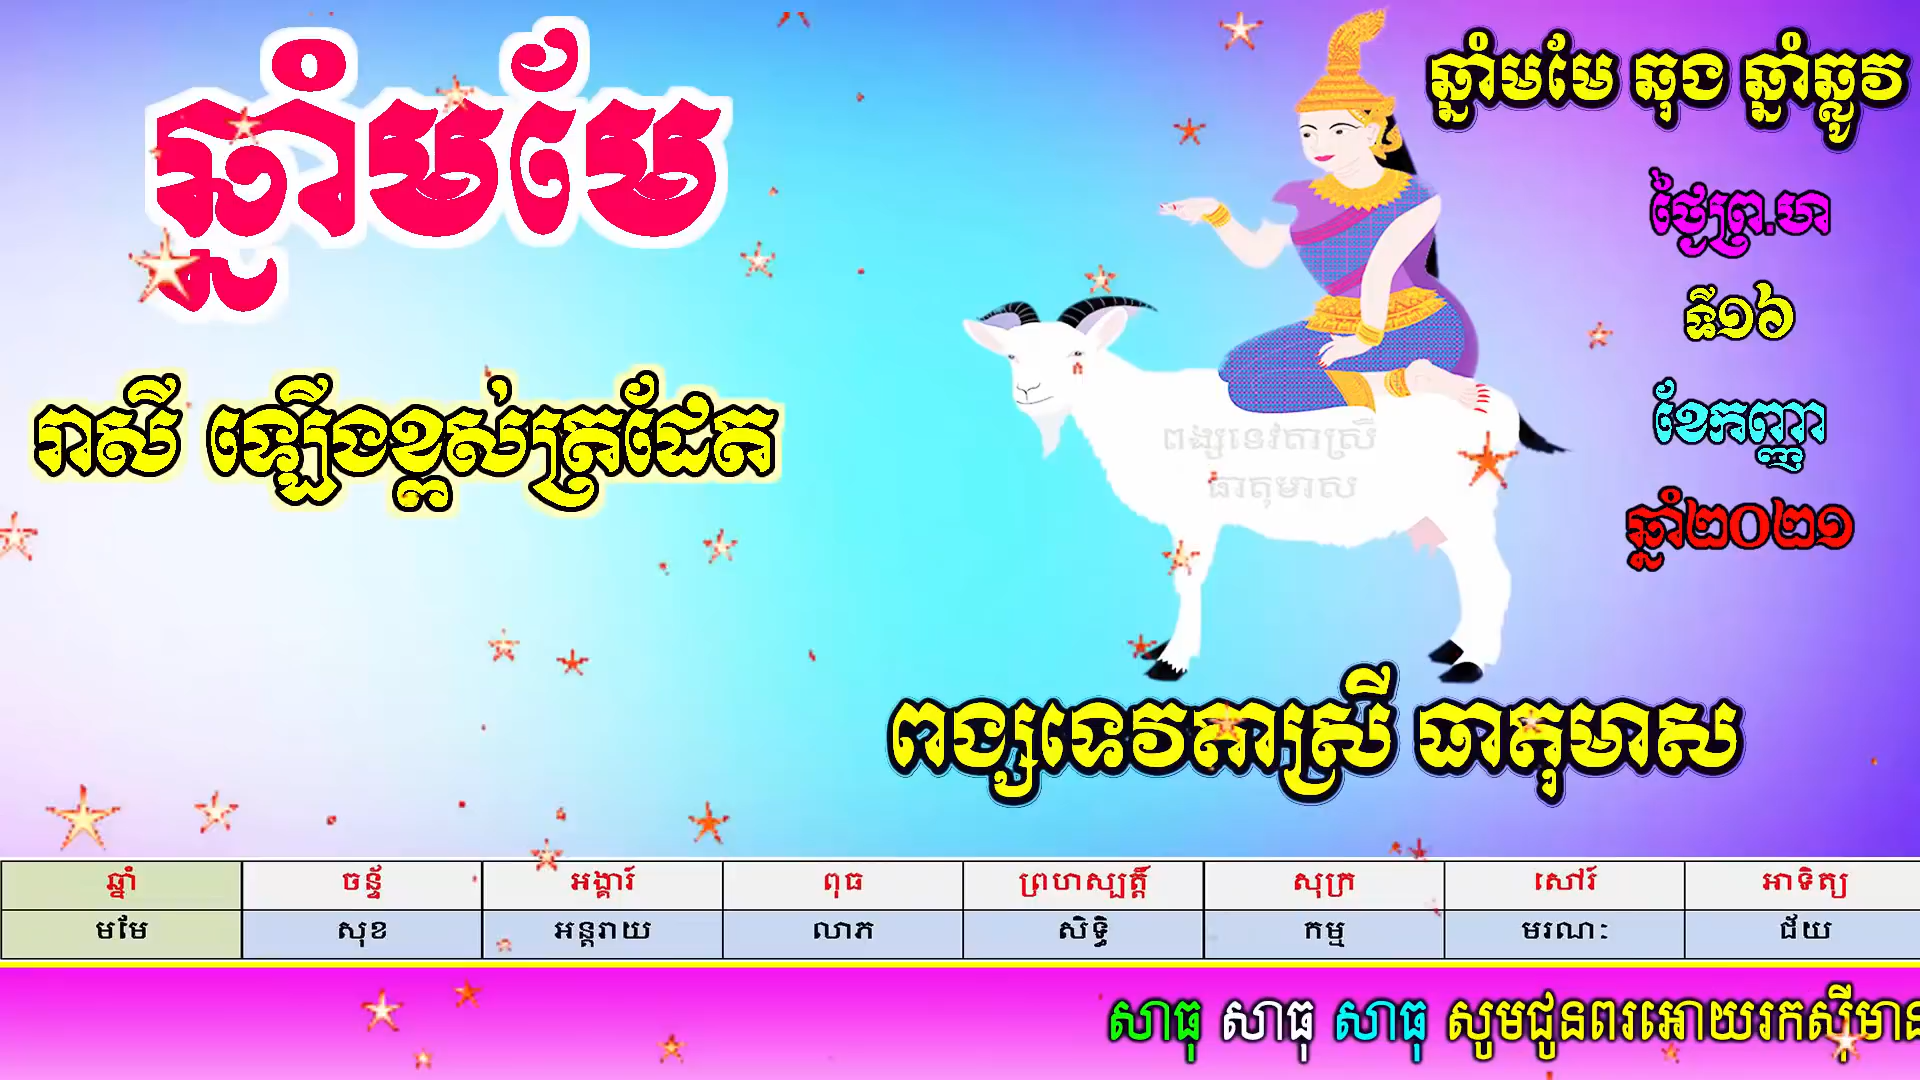 ឆ្នាំមមែ
រាសី ឡើងខ្ពស់ត្រដែត
ឆ្នាំមមែ ឆុង ឆ្នាំឆ្លូវ
ថ្ងៃព្រ.ហ
ទី១៦
ខែកញ្ញា
ឆ្នាំ២០២១
ពង្សទេវតាស្រី
ធាតុមាស
ពង្សទេវតាស្រី ធាតុមាស
ឆ្នាំ ចន្ទ័ អង្គារ៍ ពុធ ព្រហស្បត្តិ៍ សុក្រ សៅរ៍ អាទិត្យ
មមែ សុខ អន្តរាយ លាភ សិទ្ធិ កម្ម មរណៈ ជ័យ
សាធុ សាធុ សាធុ សូមជូនពរអោយរកស៊ីមាន